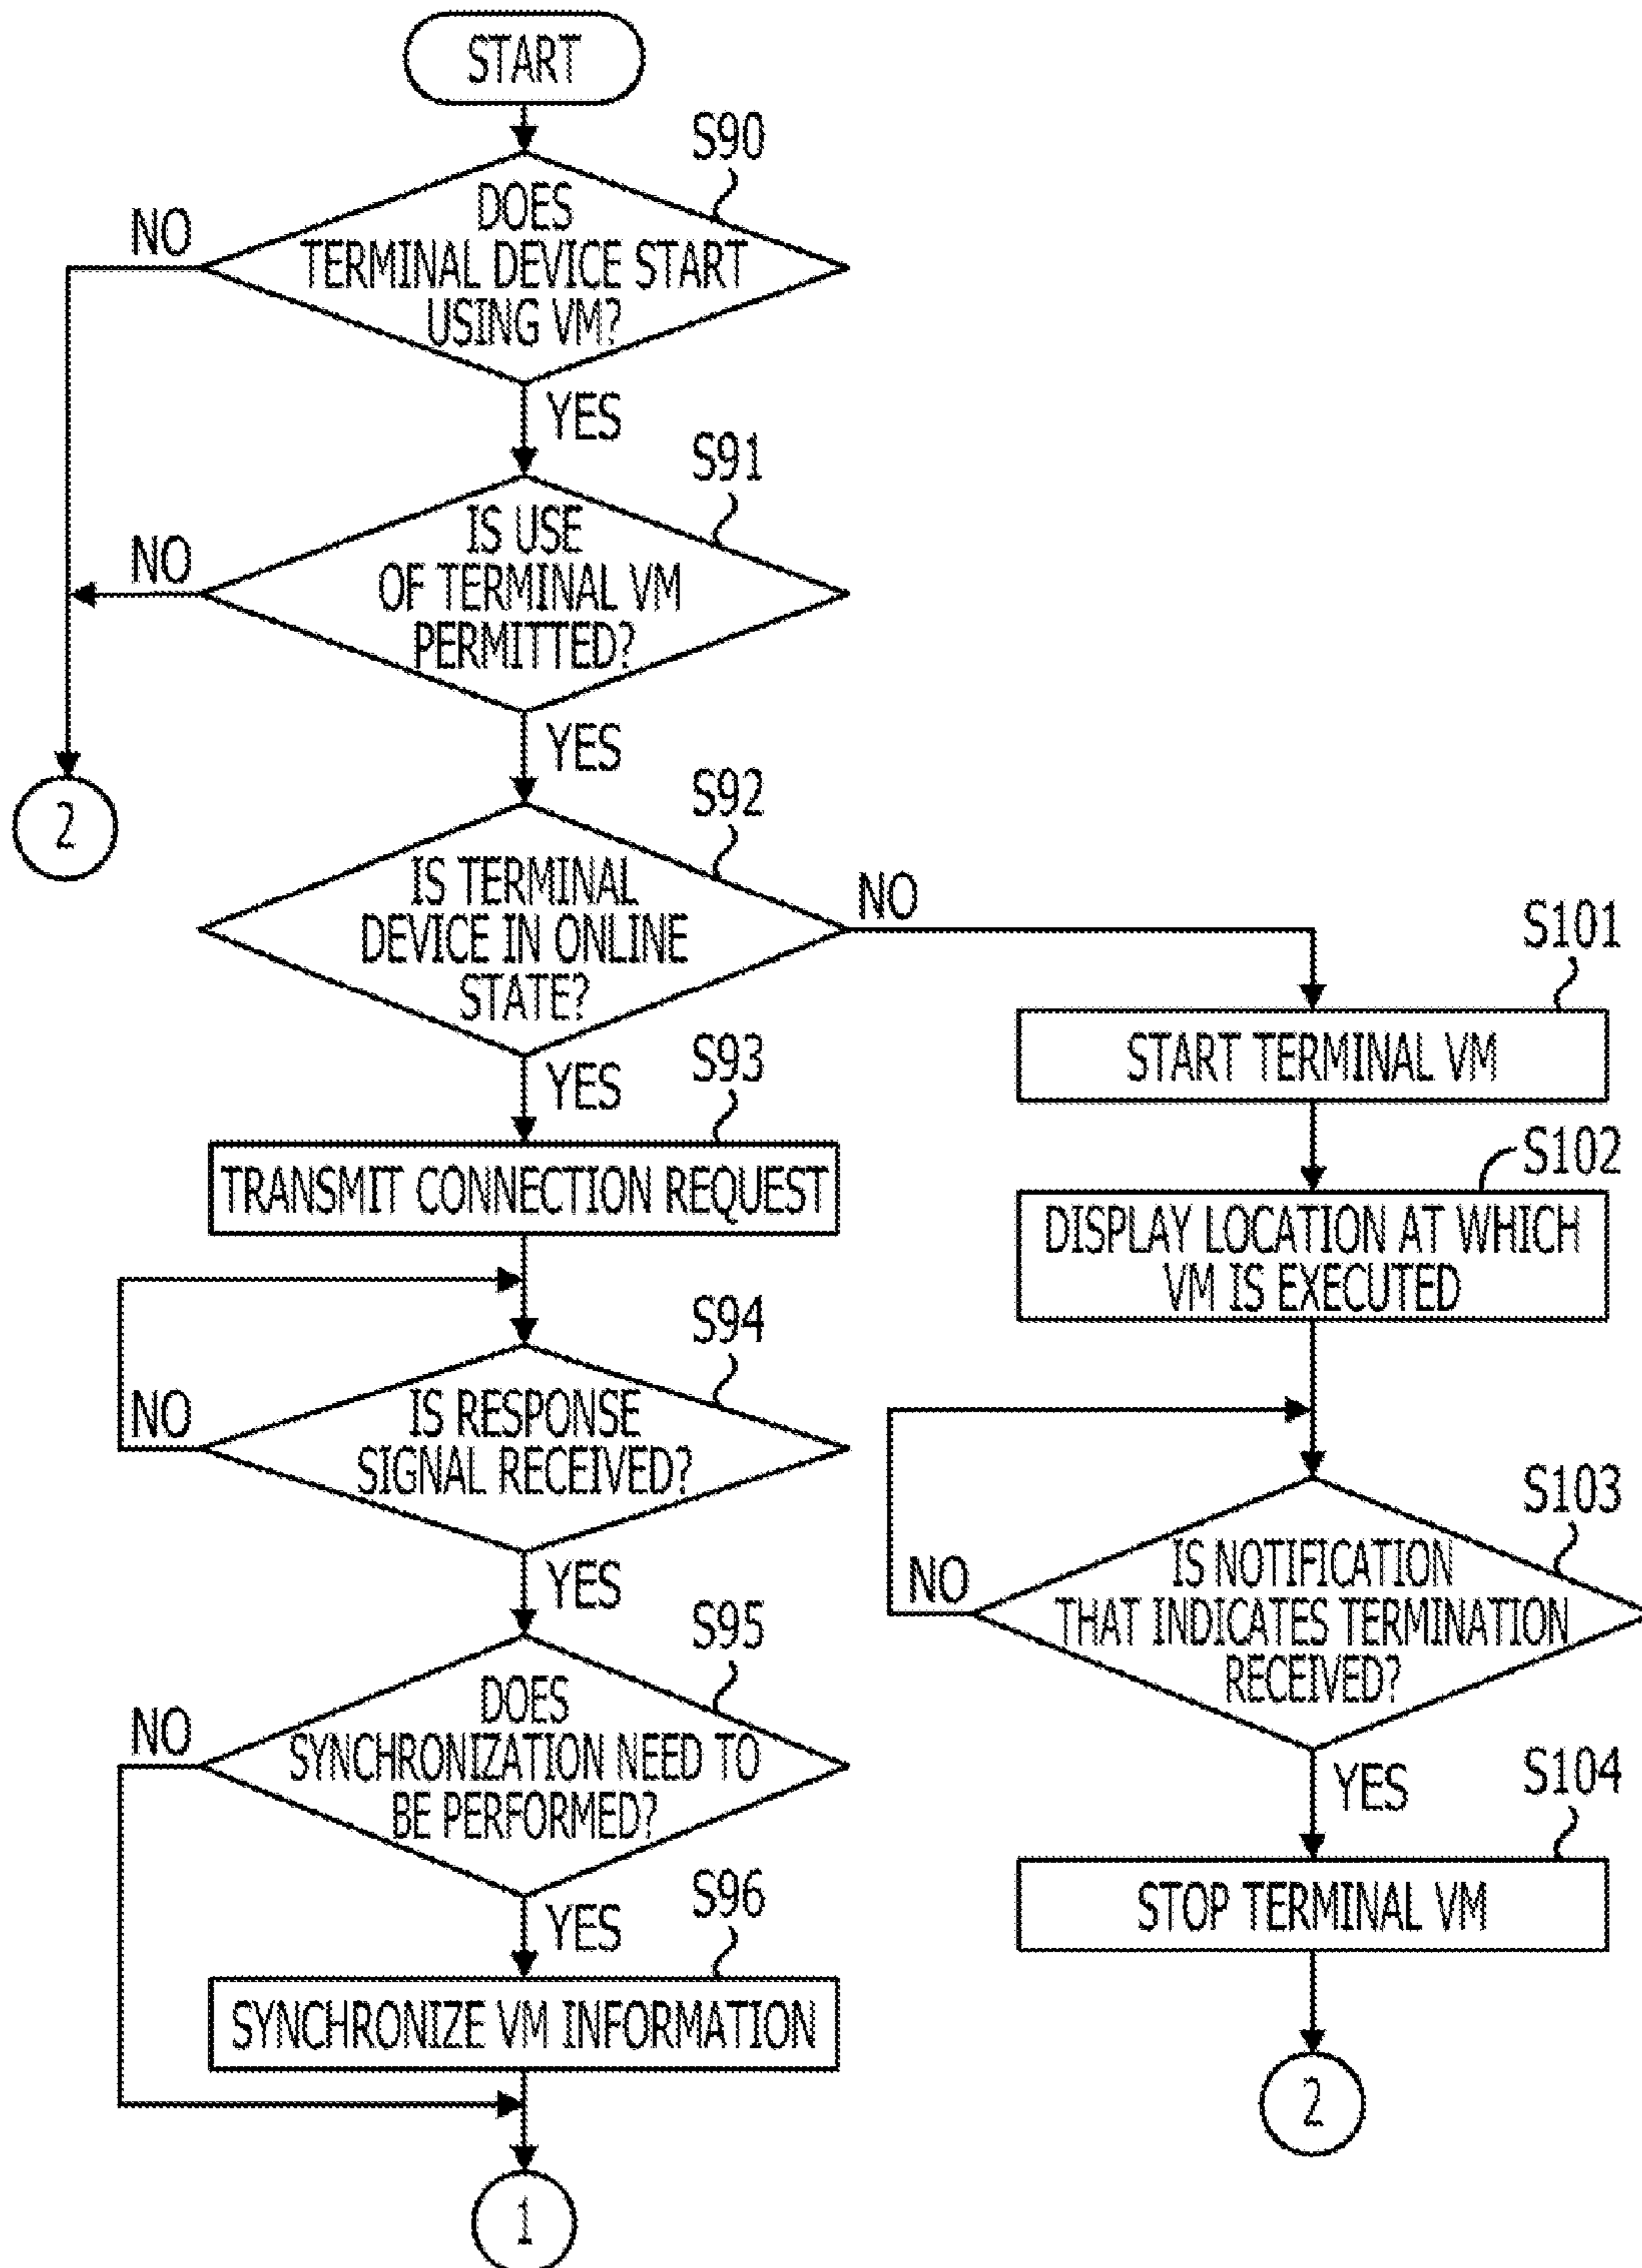 START
S90
DOES
TERMINAL DEVICE START
USING VM?
NO
YES
S91
IS USE
OF TERMINAL VM
PERMITTED?
NO
YES
2
S92
IS TERMINAL
DEVICE IN ONLINE
STATE?
NO
YES
S93
TRANSMIT CONNECTION REQUEST
S94
IS RESPONSE
SIGNAL RECEIVED?
NO
YES
S95
DOES
SYNCHRONIZATION NEED TO
BE PERFORMED?
NO
YES
S96
SYNCHRONIZE VM INFORMATION
1
S101
START TERMINAL VM
S102
DISPLAY LOCATION AT WHICH
VM IS EXECUTED
S103
IS NOTIFICATION
THAT INDICATES TERMINATION
RECEIVED?
NO
YES
S104
STOP TERMINAL VM
2